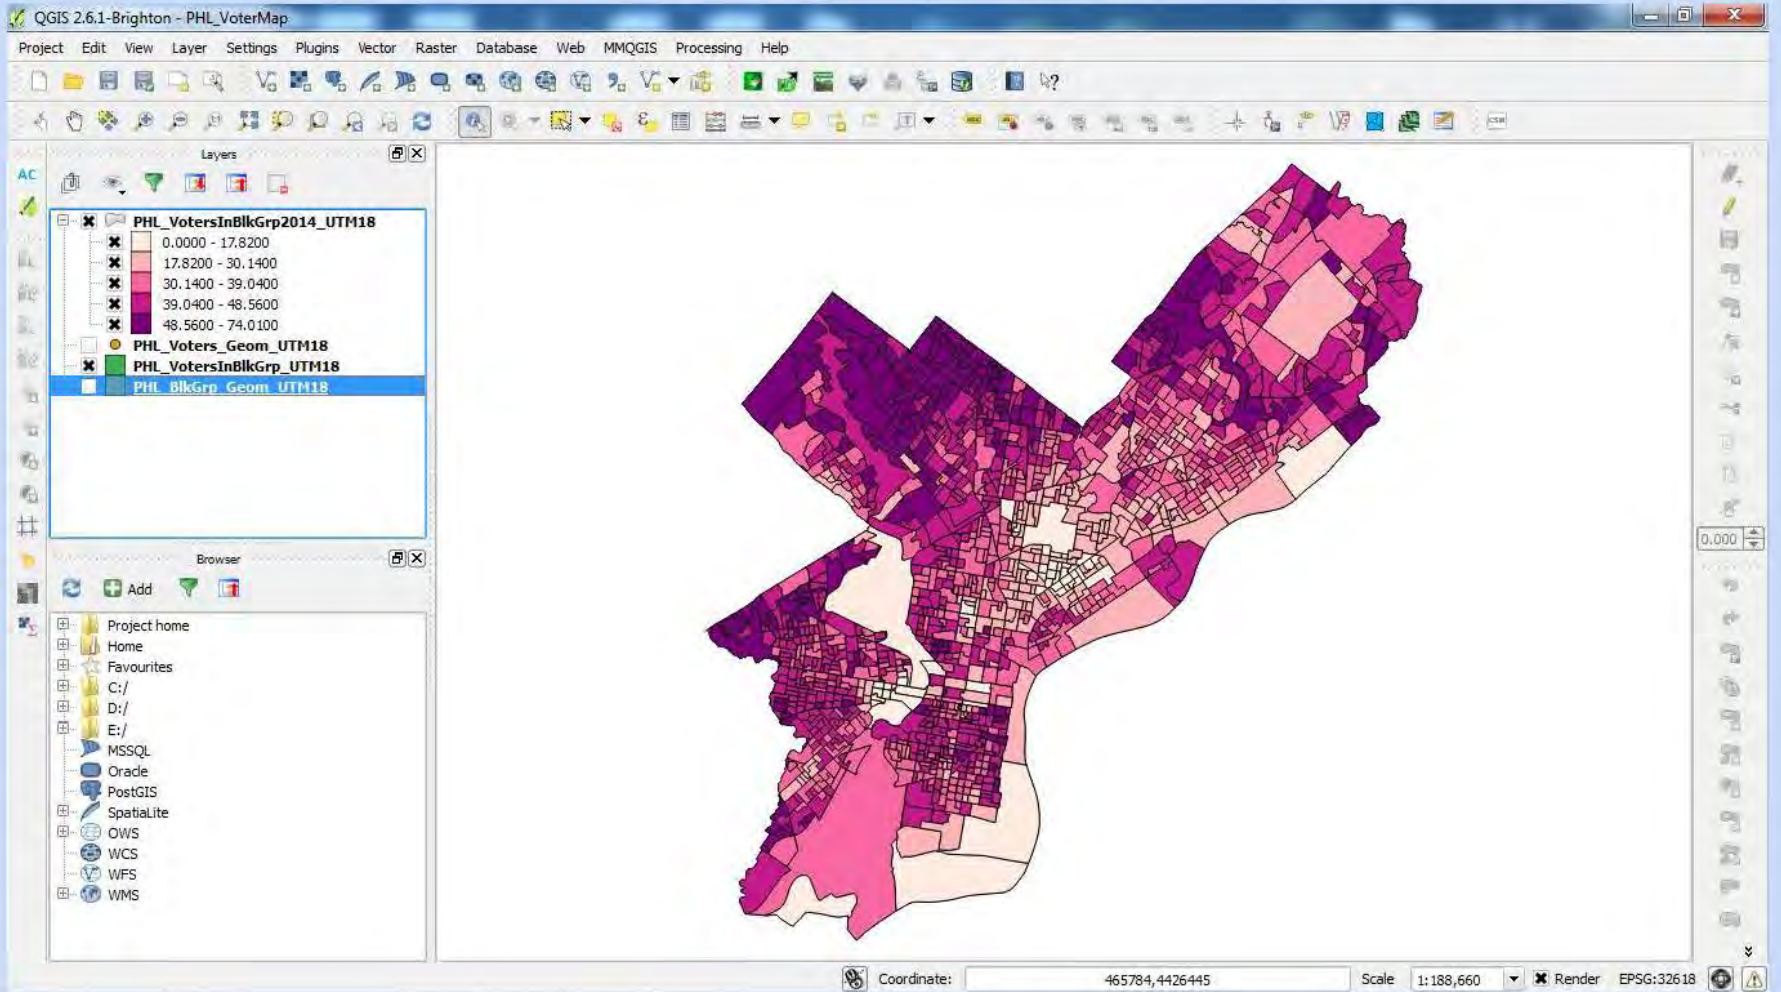 QGIS 2.6.1-Brighton - PHL_VoterMap
Project Edit View Layer Settings Plugins Vector Raster Database Web MMQGIS Processing Help
Layers
AC
PHL_VotersInBlkGrp2014_UTM18
0.0000 - 17.8200
17.8200 - 30.1400
30.1400 - 39.0400
39.0400 - 48.5600
48.5600 - 74.0100
PHL_Voters_Geom_UTM18
PHL_VotersInBlkGrp_UTM18
PHL_BlkGrp_Geom_UTM18
Browser
Add
Project home
Home
Favourites
C:/
D:/
E:/
MSSQL
Oracle
PostGIS
SpatiaLite
OWS
WCS
WFS
WMS
0.000
Coordinate: 465784,4426445 Scale 1:188,660 Render EPSG:32618